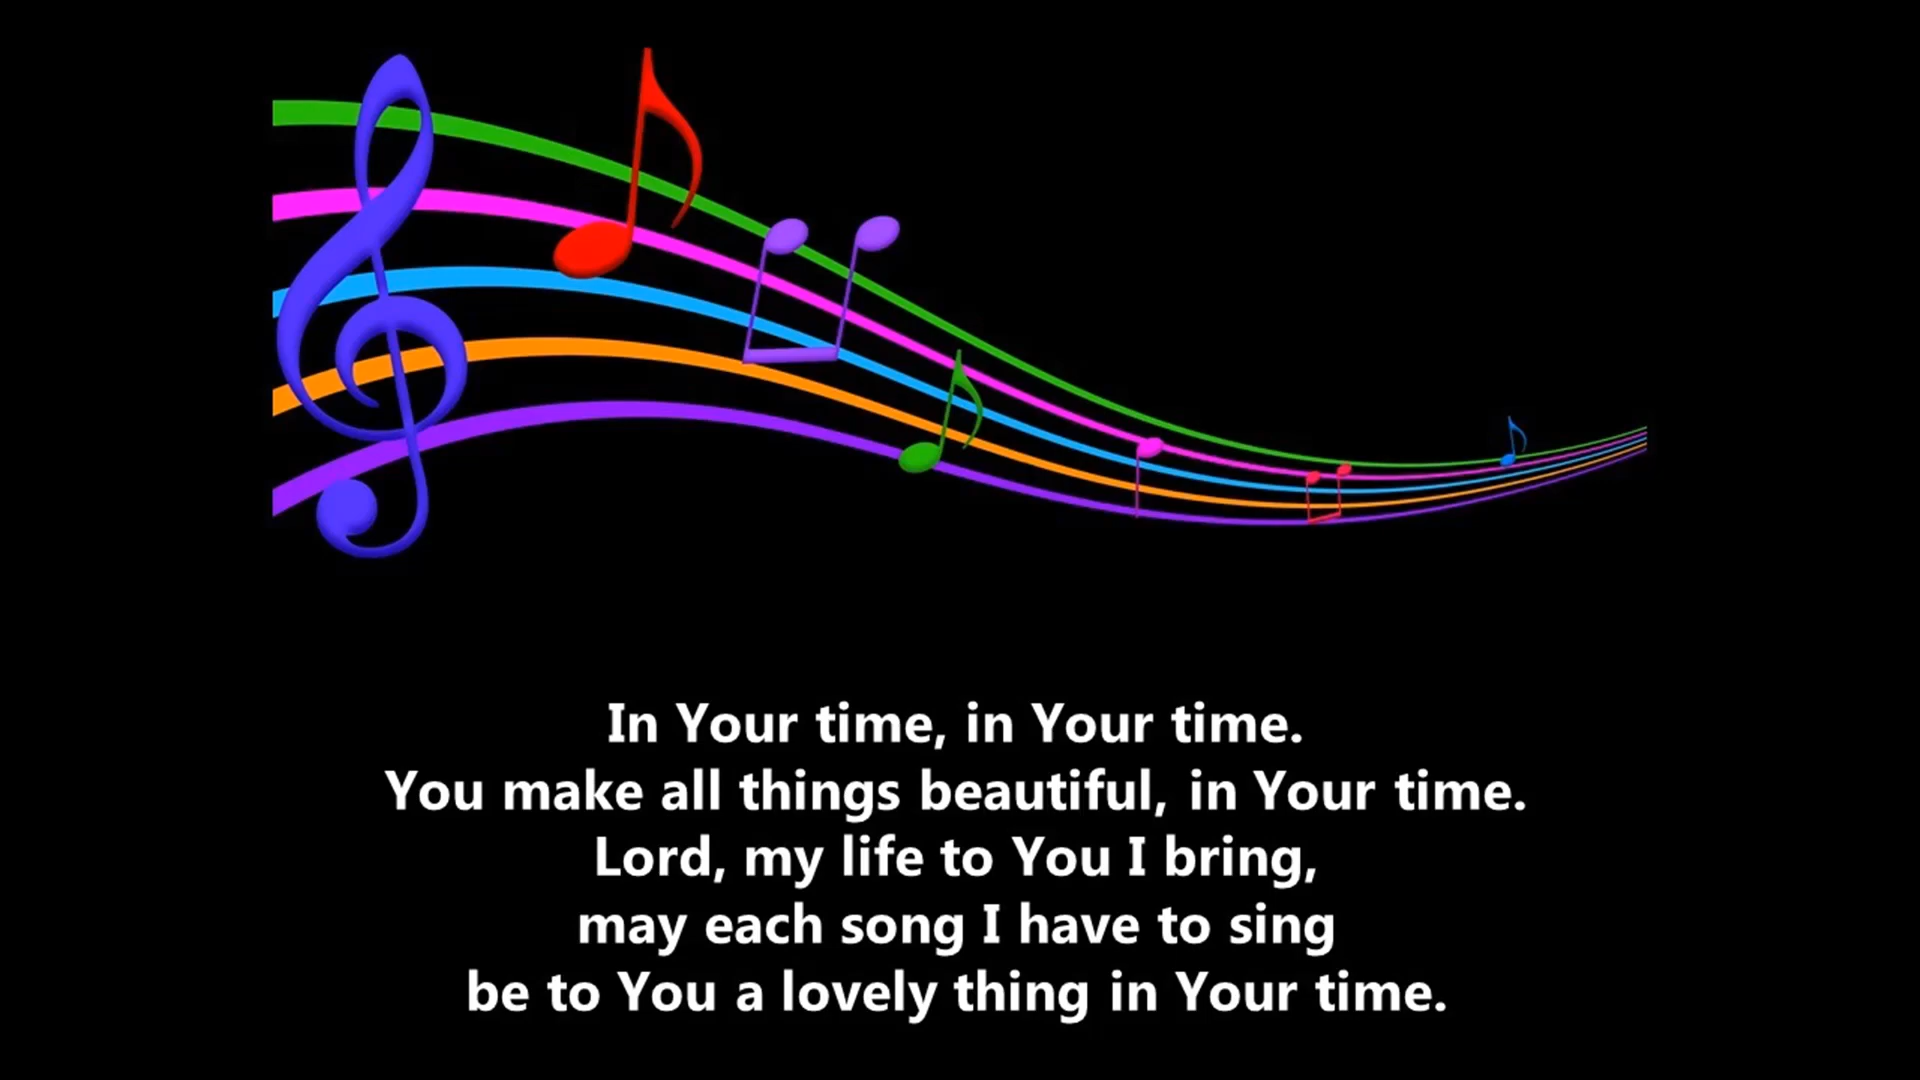 In Your time, in Your time.
You make all things beautiful, in Your time.
Lord, my life to You I bring,
may each song I have to sing
be to You a lovely thing in Your time.